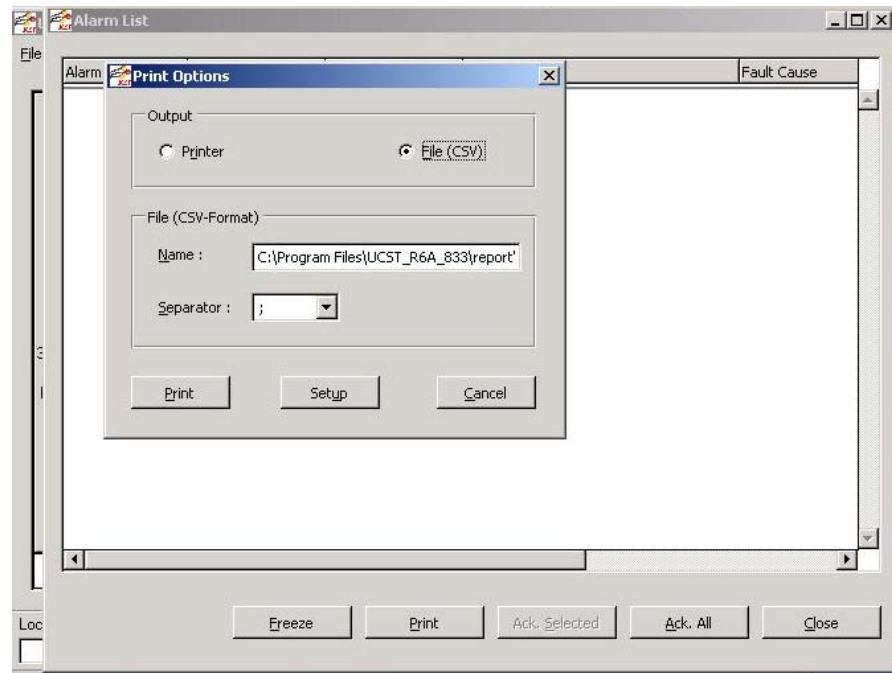 Alarm List
File
Alarm
Fault Cause
Print Options
Output
Printer
File (CSV)
File (CSV-Format)
Name :
C:\Program Files\UCST_R6A_833\report'
Separator :
;
Print
Setup
Cancel
Freeze
Print
Ack. Selected
Ack. All
Close
Loc